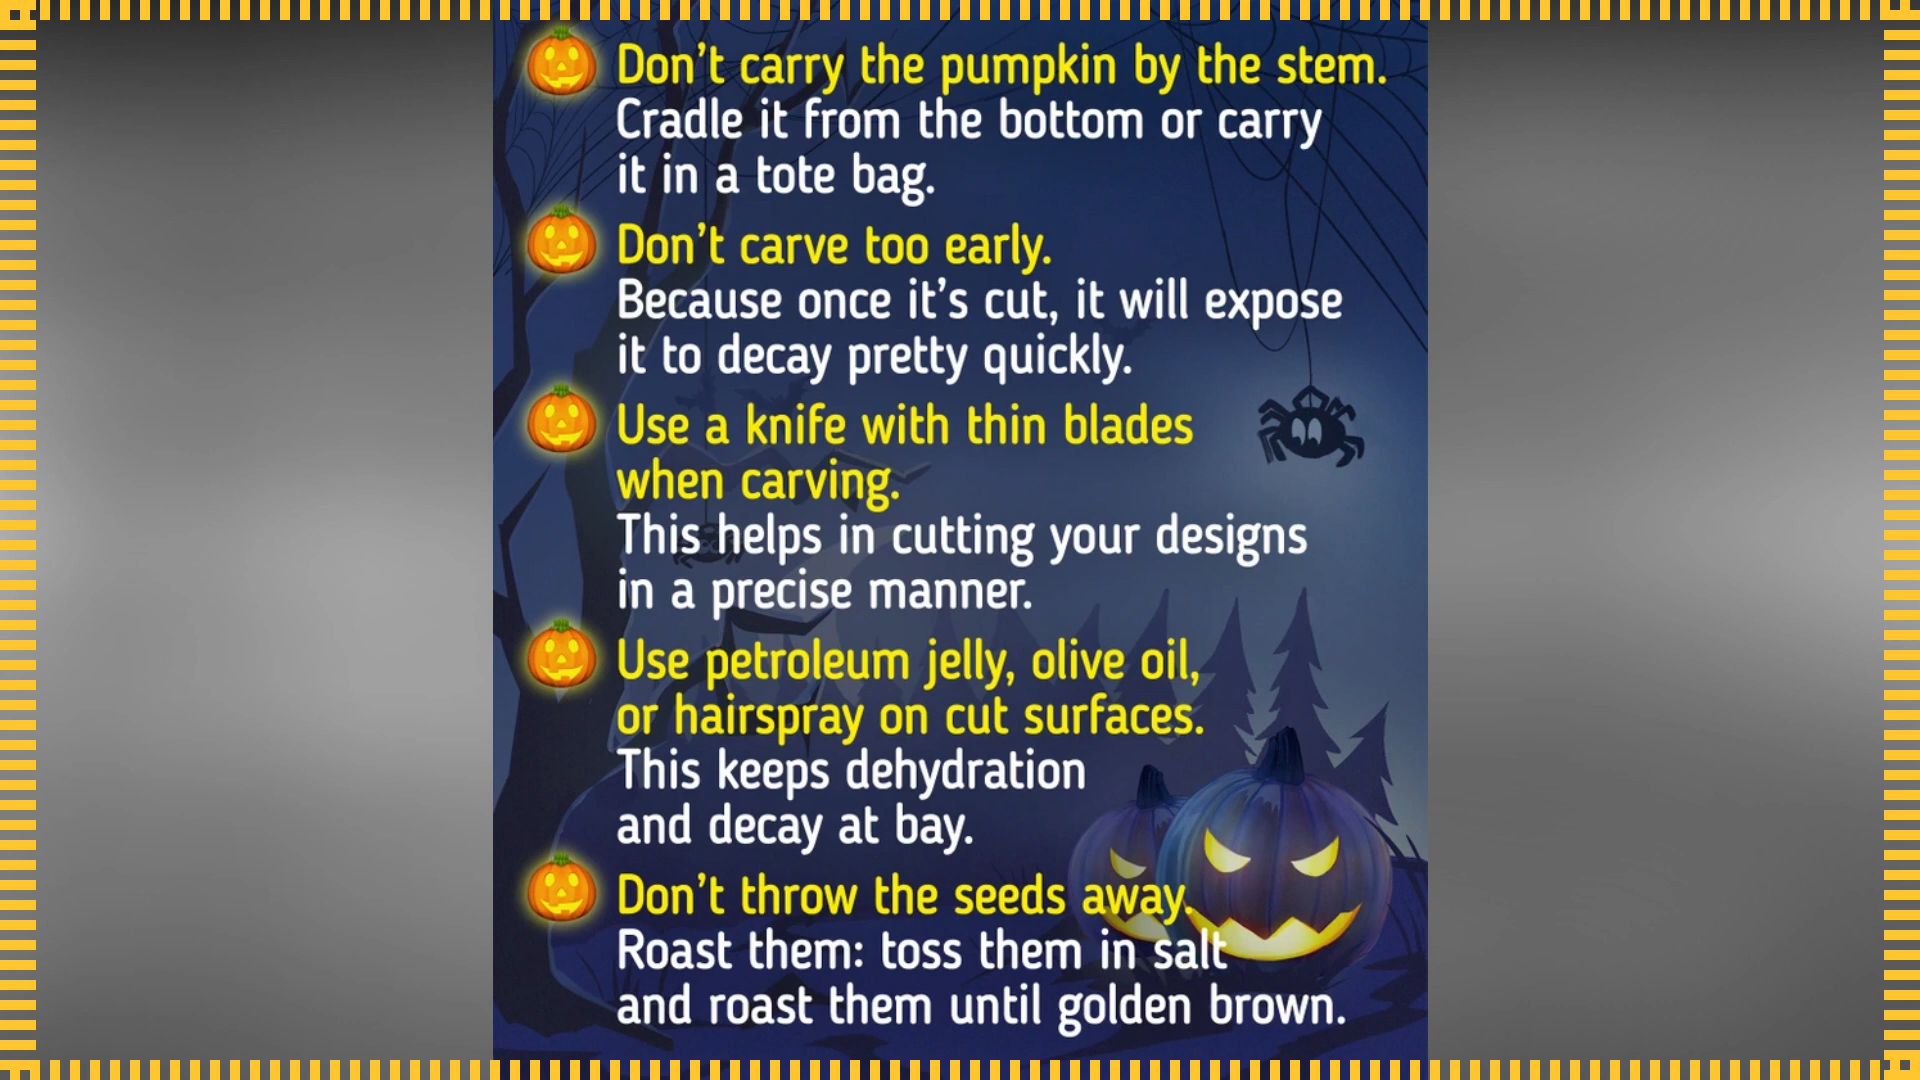 Don't carry the pumpkin by the stem.
Cradle it from the bottom or carry
it in a tote bag.
Don't carve too early.
Because once it's cut, it will expose
it to decay pretty quickly.
Use a knife with thin blades
when carving.
This helps in cutting your designs
in a precise manner.
Use petroleum jelly, olive oil,
or hairspray on cut surfaces.
This keeps dehydration
and decay at bay.
Don't throw the seeds away.
Roast them: toss them in salt
and roast them until golden brown.